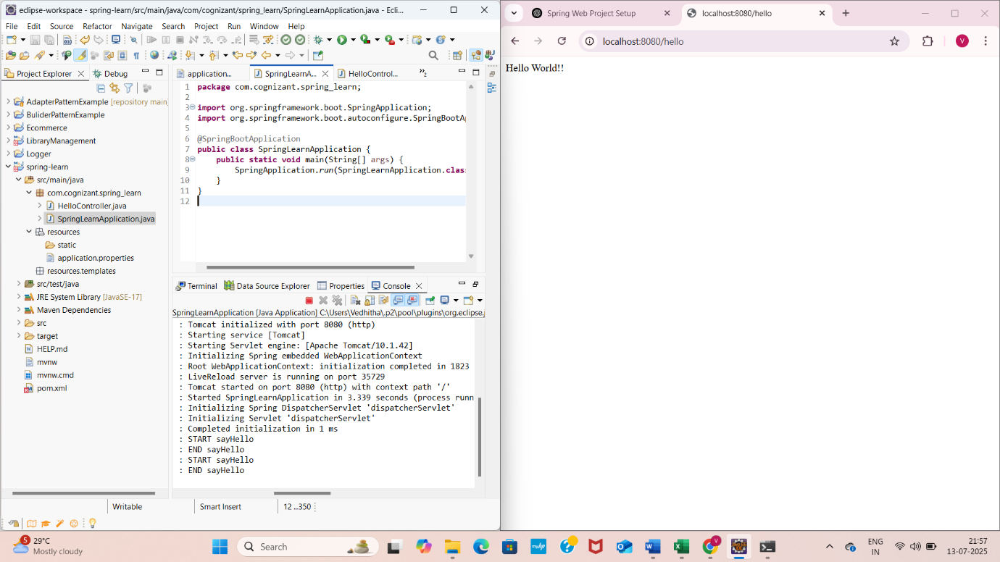 eclipse-workspace - spring-learn/src/main/java/com/cognizant/spring_learn/SpringLearnApplication.java - Ecli...
File Edit Source Refactor Navigate Search Project Run Window Help
Project Explorer
Debug
AdapterPatternExample [repository main
BuliderPatternExample
Ecommerce
LibraryManagement
Logger
spring-learn
src/main/java
com.cognizant.spring_learn
HelloController.java
SpringLearnApplication.java
resources
static
application.properties
resources.templates
src/test/java
JRE System Library [JavaSE-17]
Maven Dependencies
src
target
HELP.md
mvnw
mvnw.cmd
pom.xml
application...
SpringLearnA...
HelloControl...
»2
1 package com.cognizant.spring_learn;
2
3 import org.springframework.boot.SpringApplication;
4 import org.springframework.boot.autoconfigure.SpringBootA
5
6 @SpringBootApplication
7 public class SpringLearnApplication {
8 public static void main(String[] args) {
9 SpringApplication.run(SpringLearnApplication.clas
10 }
11 }
12
Terminal
Data Source Explorer
Properties
Console
SpringLearnApplication [Java Application] C:\Users\Vedhitha\.p2\pool\plugins\org.eclipse.j
: Tomcat initialized with port 8080 (http)
: Starting service [Tomcat]
: Starting Servlet engine: [Apache Tomcat/10.1.42]
: Initializing Spring embedded WebApplicationContext
: Root WebApplicationContext: initialization completed in 1823
: LiveReload server is running on port 35729
: Tomcat started on port 8080 (http) with context path '/'
: Started SpringLearnApplication in 3.339 seconds (process runn
: Initializing Spring DispatcherServlet 'dispatcherServlet'
: Initializing Servlet 'dispatcherServlet'
: Completed initialization in 1 ms
: START sayHello
: END sayHello
: START sayHello
: END sayHello
Writable
Smart Insert
12 ...350
Spring Web Project Setup
localhost:8080/hello
localhost:8080/hello
V
Hello World!!
5
29°C
Mostly cloudy
Search
myhp
V
ENG
IN
21:57
13-07-2025